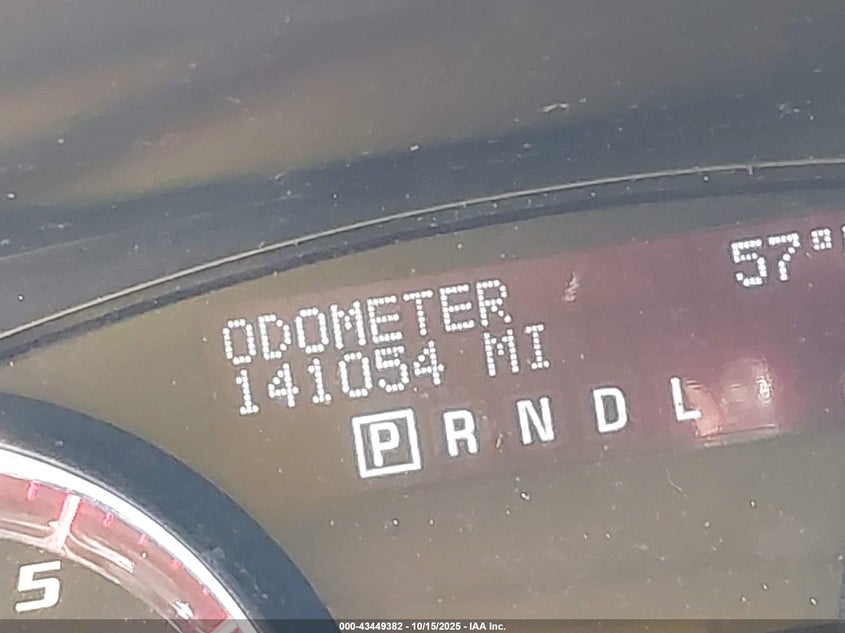 57°
ODOMETER
141054 MI
P R N D L
5
000-43449382 - 10/15/2025 - IAA Inc.